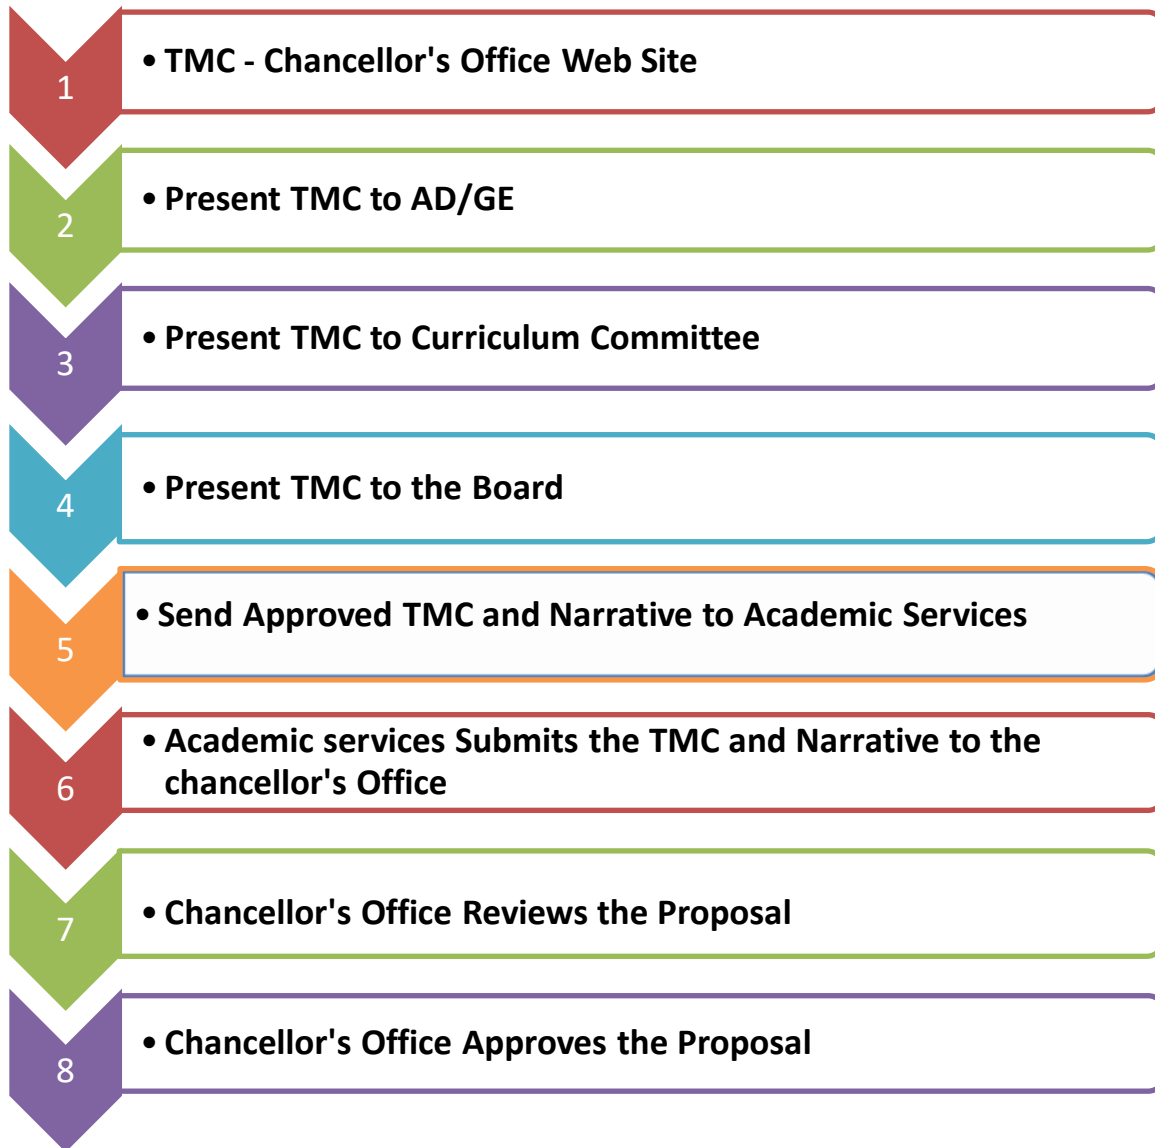 1
• TMC - Chancellor's Office Web Site
2
• Present TMC to AD/GE
3
• Present TMC to Curriculum Committee
4
• Present TMC to the Board
5
• Send Approved TMC and Narrative to Academic Services
6
• Academic services Submits the TMC and Narrative to the
chancellor's Office
7
• Chancellor's Office Reviews the Proposal
8
• Chancellor's Office Approves the Proposal